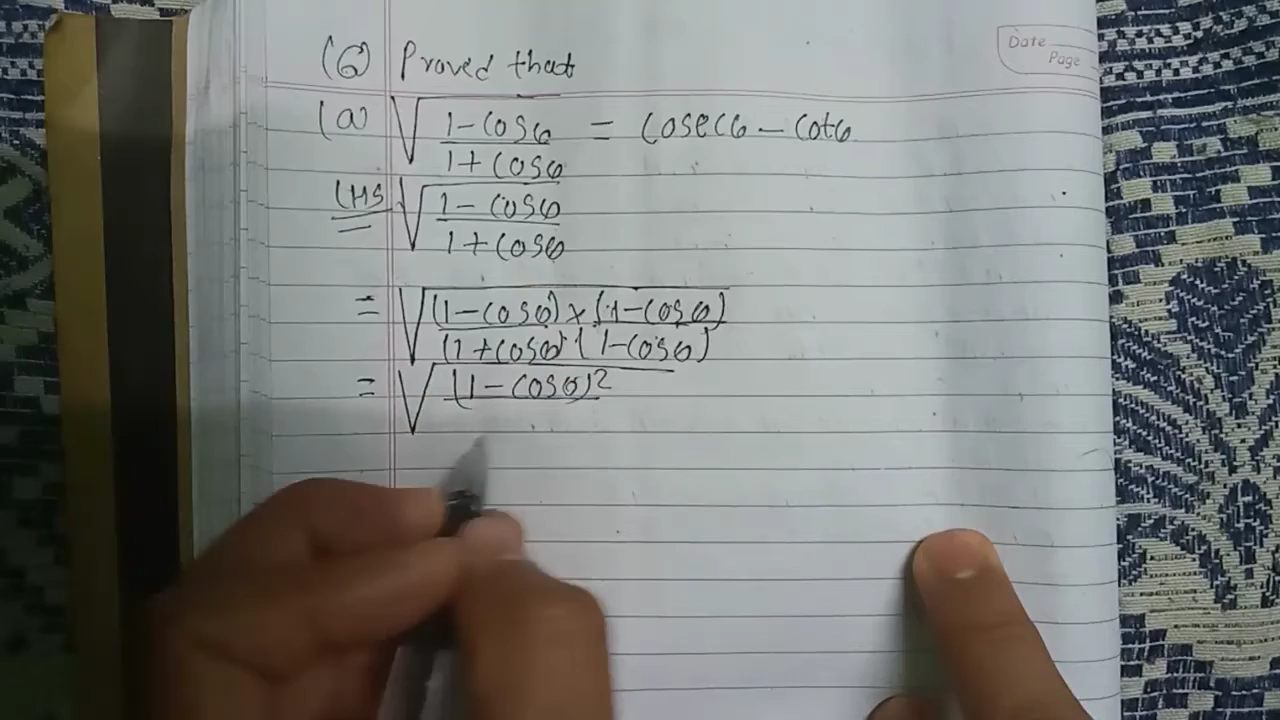 Date
Page
(6) Proved that
(a) √(1-cosθ / 1+cosθ) = cosecθ - cotθ
LHS √(1-cosθ / 1+cosθ)
= √((1-cosθ)×(1-cosθ) / (1+cosθ)(1-cosθ))
= √((1-cosθ)²